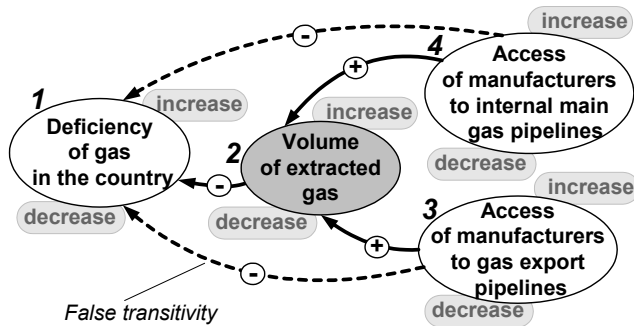 increase
-
4
Access
of manufacturers
to internal main
gas pipelines
decrease
+
1
increase
Deficiency
of gas
in the country
decrease
-
increase
2
Volume
of extracted
gas
decrease
increase
3
Access
of manufacturers
to gas export
pipelines
decrease
+
-
False transitivity